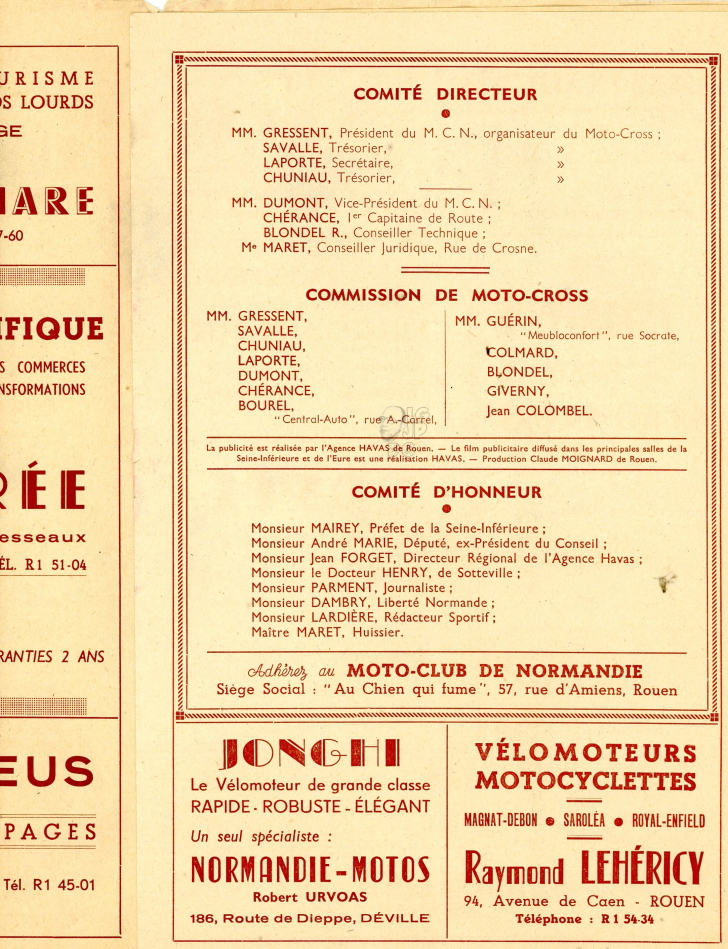 URISME
OS LOURDS
GE
MARE
7-60
IFIQUE
S COMMERCES
NSFORMATIONS
RÉE
esseaux
ÉL. R1 51-04
RANTIES 2 ANS
EUS
PAGES
Tél. R1 45-01
COMITÉ DIRECTEUR
MM. GRESSENT, Président du M. C. N., organisateur du Moto-Cross ;
SAVALLE, Trésorier, »
LAPORTE, Secrétaire, »
CHUNIAU, Trésorier, »
MM. DUMONT, Vice-Président du M. C. N. ;
CHÉRANCE, 1er Capitaine de Route ;
BLONDEL R., Conseiller Technique ;
Me MARET, Conseiller Juridique, Rue de Crosne.
COMMISSION DE MOTO-CROSS
MM. GRESSENT,
SAVALLE,
CHUNIAU,
LAPORTE,
DUMONT,
CHÉRANCE,
BOUREL,
"Central-Auto", rue A.-Carrel,
MM. GUÉRIN,
"Meubloconfort", rue Socrate,
COLMARD,
BLONDEL,
GIVERNY,
Jean COLOMBEL.
La publicité est réalisée par l'Agence HAVAS de Rouen. — Le film publicitaire diffusé dans les principales salles de la
Seine-Inférieure et de l'Eure est une réalisation HAVAS. — Production Claude MOIGNARD de Rouen.
COMITÉ D'HONNEUR
Monsieur MAIREY, Préfet de la Seine-Inférieure ;
Monsieur André MARIE, Député, ex-Président du Conseil ;
Monsieur Jean FORGET, Directeur Régional de l'Agence Havas ;
Monsieur le Docteur HENRY, de Sotteville ;
Monsieur PARMENT, Journaliste ;
Monsieur DAMBRY, Liberté Normande ;
Monsieur LARDIÈRE, Rédacteur Sportif ;
Maître MARET, Huissier.
Adhérez au MOTO-CLUB DE NORMANDIE
Siège Social : "Au Chien qui fume", 57, rue d'Amiens, Rouen
JONGHI
Le Vélomoteur de grande classe
RAPIDE - ROBUSTE - ÉLÉGANT
Un seul spécialiste :
NORMANDIE-MOTOS
Robert URVOAS
186, Route de Dieppe, DÉVILLE
VÉLOMOTEURS
MOTOCYCLETTES
MAGNAT-DEBON ● SAROLÉA ● ROYAL-ENFIELD
Raymond LEHÉRICY
94, Avenue de Caen - ROUEN
Téléphone : R 1 54-34